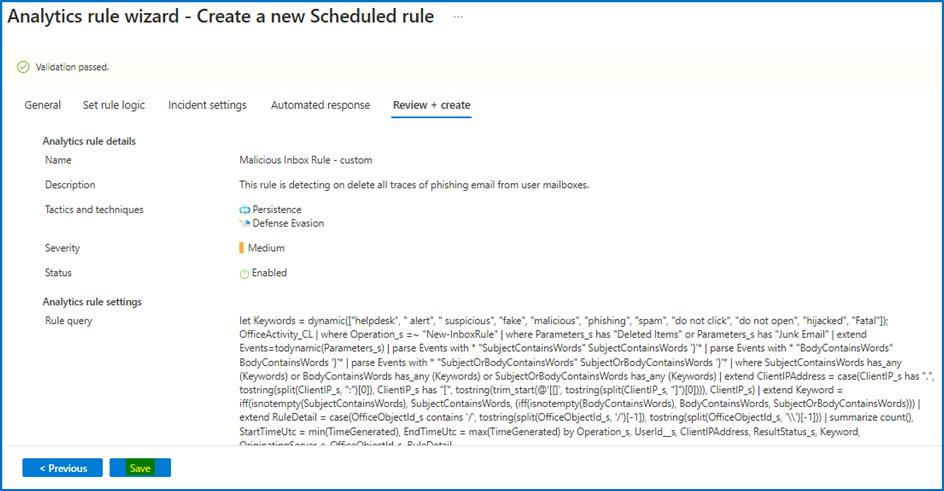 Analytics rule wizard - Create a new Scheduled rule ...
Validation passed.
General Set rule logic Incident settings Automated response Review + create
Analytics rule details
Name Malicious Inbox Rule - custom
Description This rule is detecting on delete all traces of phishing email from user mailboxes.
Tactics and techniques Persistence
Defense Evasion
Severity Medium
Status Enabled
Analytics rule settings
Rule query let Keywords = dynamic(["helpdesk", " alert", " suspicious", "fake", "malicious", "phishing", "spam", "do not click", "do not open", "hijacked", "Fatal"]);
OfficeActivity_CL | where Operation_s =~ "New-InboxRule" | where Parameters_s has "Deleted Items" or Parameters_s has "Junk Email" | extend
Events=todynamic(Parameters_s) | parse Events with * "SubjectContainsWords" SubjectContainsWords '}'* | parse Events with * "BodyContainsWords"
BodyContainsWords '}'* | parse Events with * "SubjectOrBodyContainsWords" SubjectOrBodyContainsWords '}'* | where SubjectContainsWords has_any
(Keywords) or BodyContainsWords has_any (Keywords) or SubjectOrBodyContainsWords has_any (Keywords) | extend ClientIPAddress = case(ClientIP_s has ".",
tostring(split(ClientIP_s, ":")[0]), ClientIP_s has "[", tostring(trim_start(@'[[]', tostring(split(ClientIP_s, "]")[0]))), ClientIP_s) | extend Keyword =
iff(isnotempty(SubjectContainsWords), SubjectContainsWords, (iff(isnotempty(BodyContainsWords), BodyContainsWords, SubjectOrBodyContainsWords))) |
extend RuleDetail = case(OfficeObjectId_s contains '/', tostring(split(OfficeObjectId_s, '/')[-1]), tostring(split(OfficeObjectId_s, '\\')[-1])) | summarize count(),
StartTimeUtc = min(TimeGenerated), EndTimeUtc = max(TimeGenerated) by Operation_s, UserId__s, ClientIPAddress, ResultStatus_s, Keyword,
OriginatingServer_s, OfficeObjectId_s, RuleDetail
< Previous Save